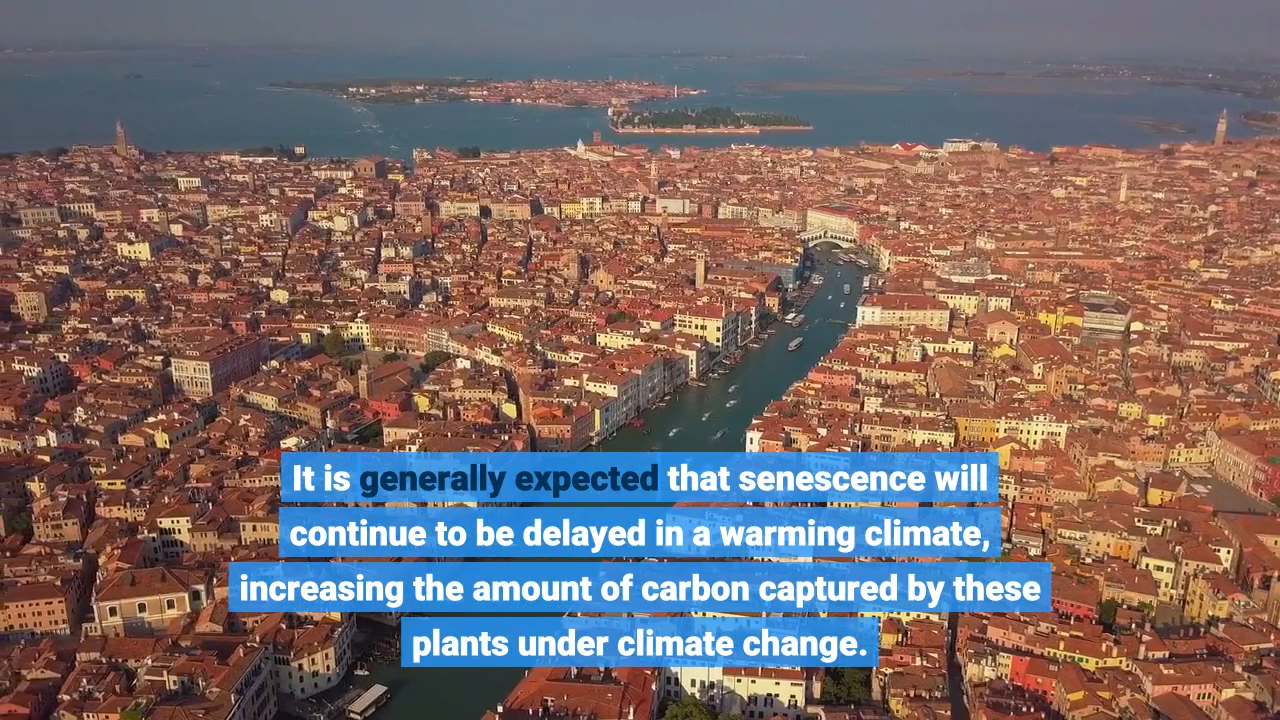 It is generally expected that senescence will
continue to be delayed in a warming climate,
increasing the amount of carbon captured by these
plants under climate change.